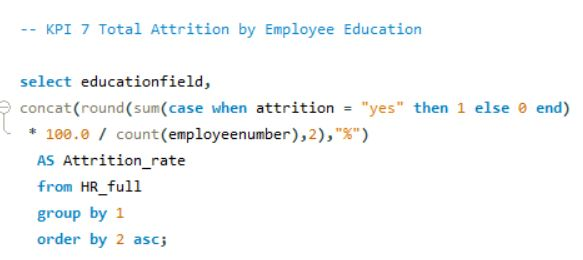 -- KPI 7 Total Attrition by Employee Education
select educationfield,
concat(round(sum(case when attrition = "yes" then 1 else 0 end)
* 100.0 / count(employeenumber),2),"%")
AS Attrition_rate
from HR_full
group by 1
order by 2 asc;